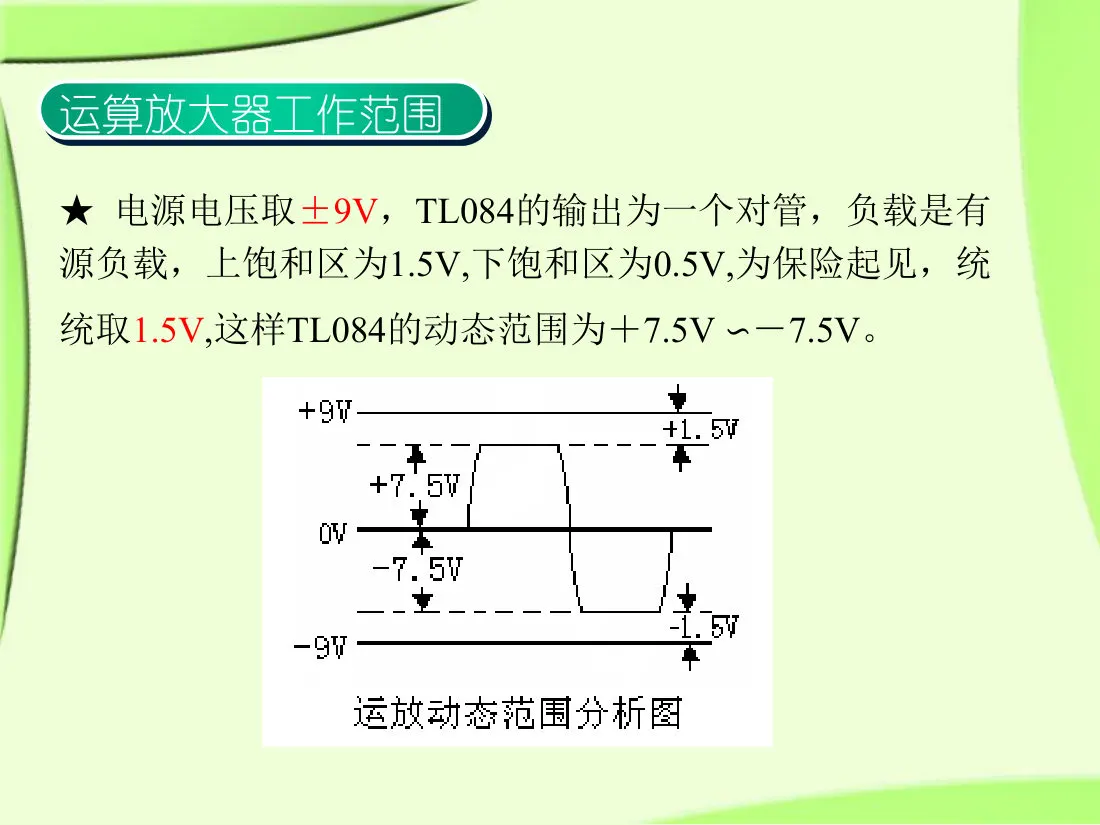 运算放大器工作范围
★ 电源电压取±9V，TL084的输出为一个对管，负载是有
源负载，上饱和区为1.5V,下饱和区为0.5V,为保险起见，统
统取1.5V,这样TL084的动态范围为＋7.5V ∽－7.5V。
+9V
+1.5V
+7.5V
0V
-7.5V
-1.5V
-9V
运放动态范围分析图